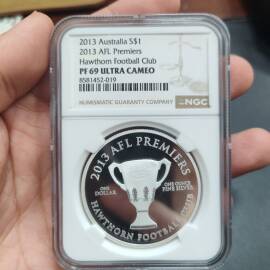 2013 Australia S$1
2013 AFL Premiers
Hawthorn Football Club
PF 69 ULTRA CAMEO
8581452-019
NUMISMATIC GUARANTY COMPANY
NGC
2013 AFL PREMIERS
ONE
DOLLAR
ONE OUNCE
FINE SILVER
HAWTHORN FOOTBALL CLUB